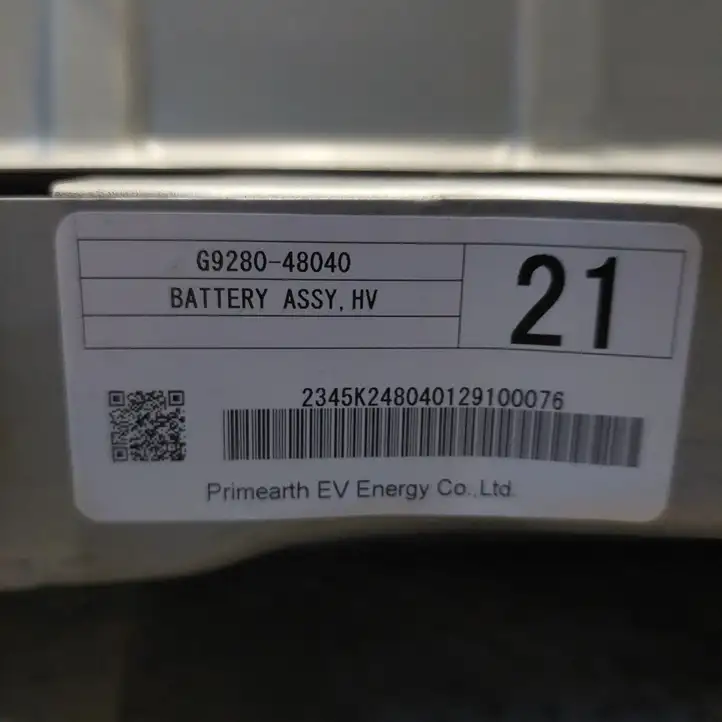 G9280-48040
BATTERY ASSY,HV
21
2345K248040129100076
Primearth EV Energy Co.,Ltd.